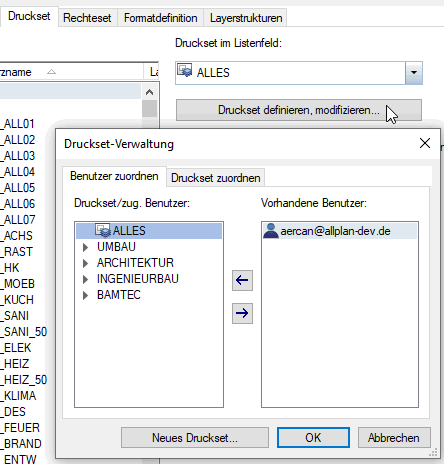 Druckset
Rechteset
Formatdefinition
Layerstrukturen
Druckset im Listenfeld:
ALLES
Druckset definieren, modifizieren...
rzname
La
_ALL01
_ALL02
_ALL03
_ALL04
_ALL05
_ALL06
_ALL07
_ACHS
_RAST
_HK
_MOEB
_KUCH
_SANI
_SANI_50
_ELEK
_HEIZ
_HEIZ_50
_KLIMA
_DES
_FEUER
_BRAND
_ENTW
Druckset-Verwaltung
Benutzer zuordnen
Druckset zuordnen
Druckset/zug. Benutzer:
Vorhandene Benutzer:
ALLES
UMBAU
ARCHITEKTUR
INGENIEURBAU
BAMTEC
aercan@allplan-dev.de
Neues Druckset...
OK
Abbrechen